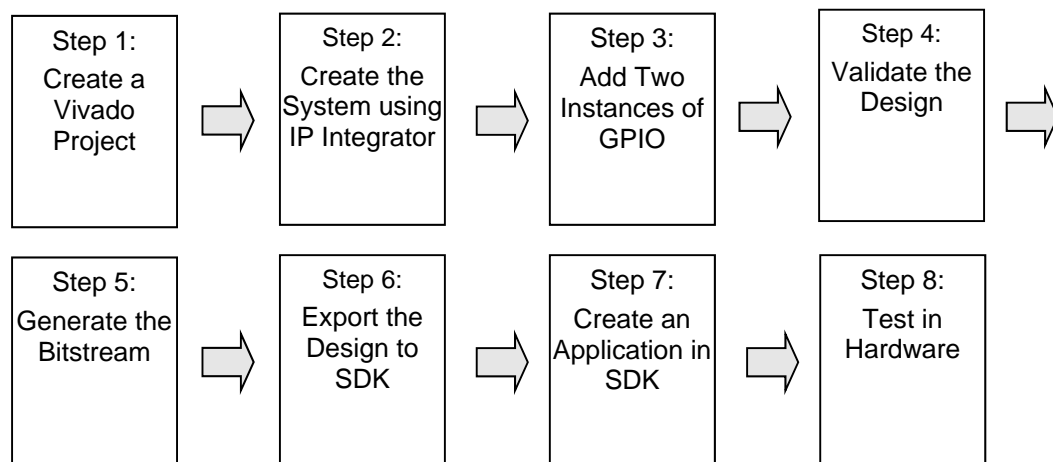 Step 1:
Create a
Vivado
Project
Step 2:
Create the
System using
IP Integrator
Step 3:
Add Two
Instances of
GPIO
Step 4:
Validate the
Design
Step 5:
Generate the
Bitstream
Step 6:
Export the
Design to
SDK
Step 7:
Create an
Application in
SDK
Step 8:
Test in
Hardware